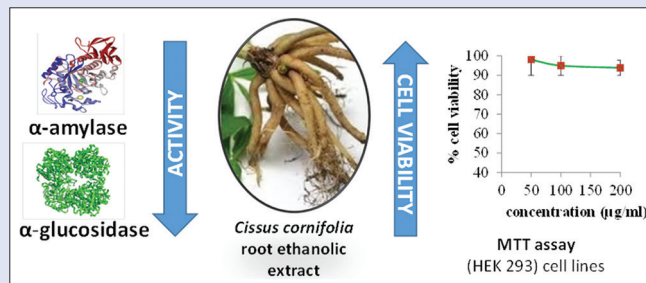 α-amylase
α-glucosidase
ACTIVITY
Cissus cornifolia
root ethanolic
extract
CELL VIABILITY
% cell viability
100
90
80
70
60
50
40
0 50 100 150 200
concentration (µg/ml)
MTT assay
(HEK 293) cell lines